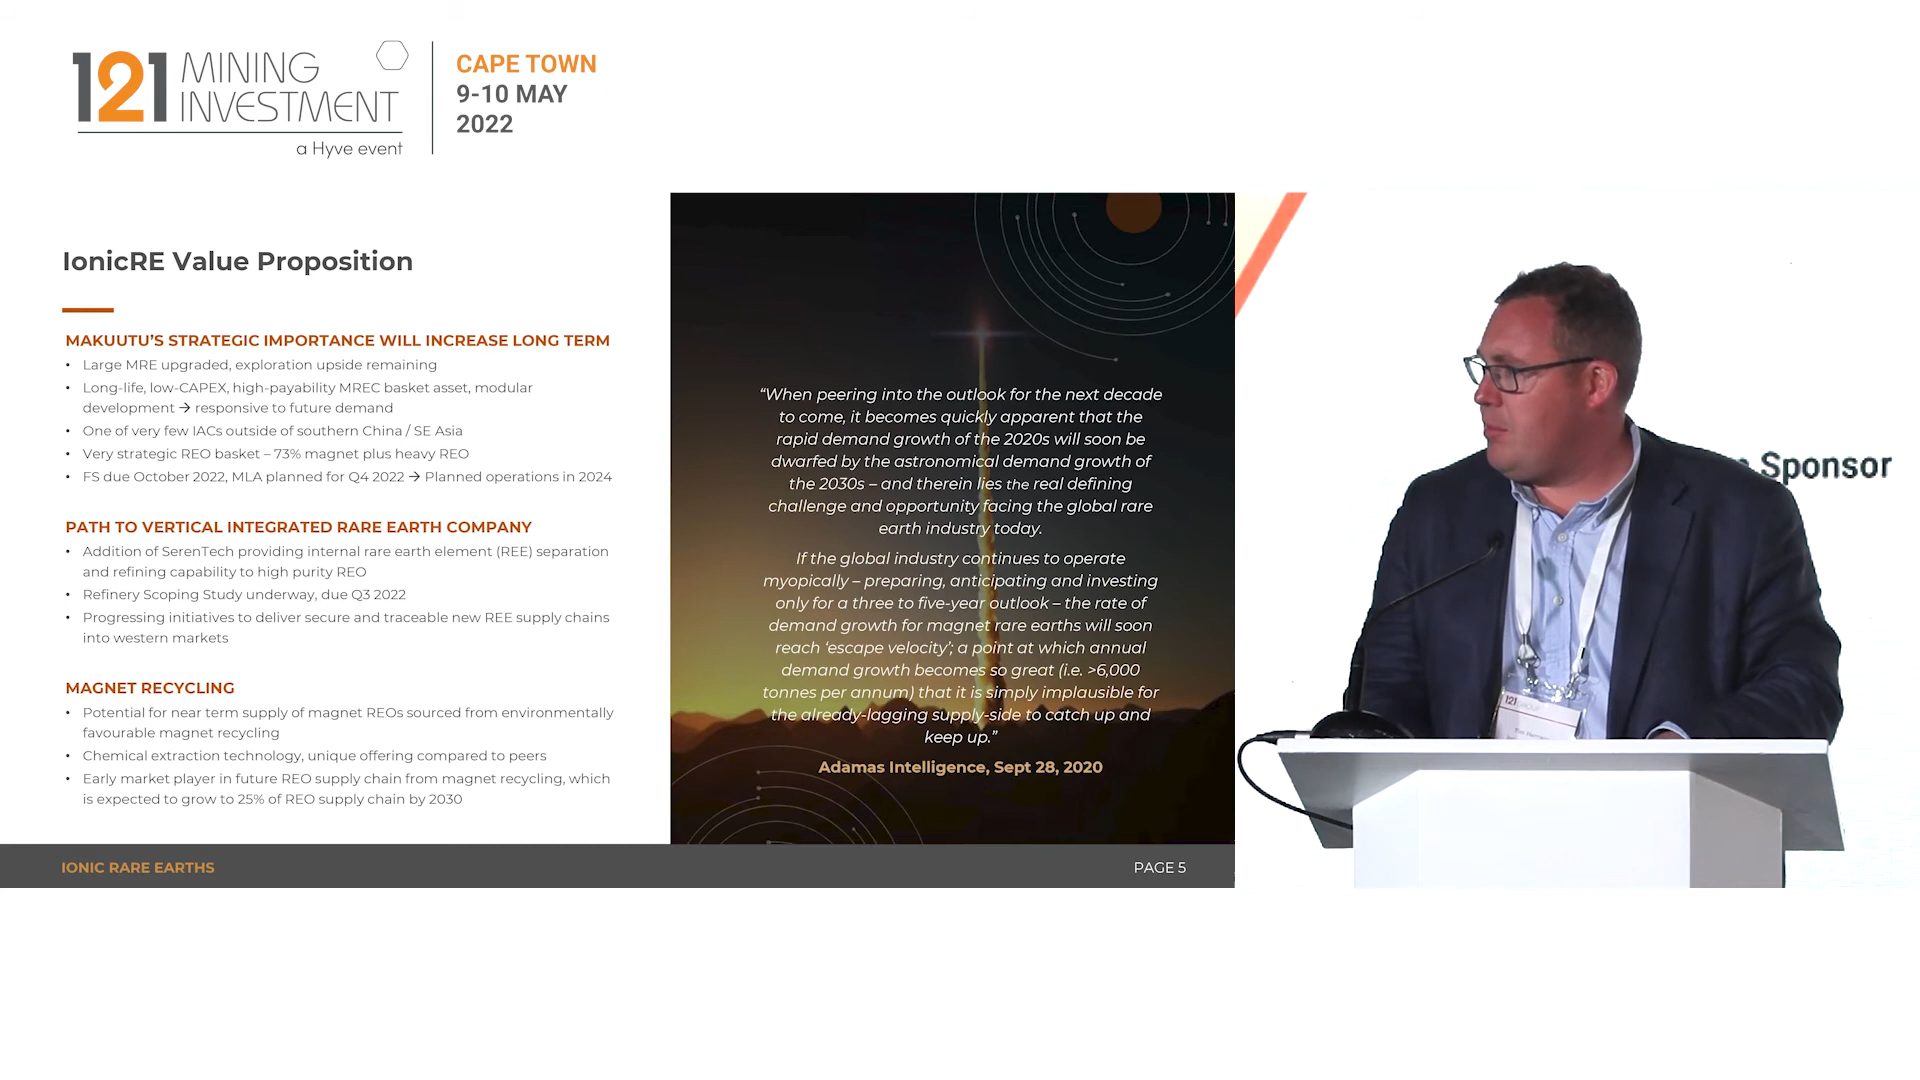 121 MINING
INVESTMENT
a Hyve event
CAPE TOWN
9-10 MAY
2022
IonicRE Value Proposition
MAKUUTU'S STRATEGIC IMPORTANCE WILL INCREASE LONG TERM
• Large MRE upgraded, exploration upside remaining
• Long-life, low-CAPEX, high-payability MREC basket asset, modular
development → responsive to future demand
• One of very few IACs outside of southern China / SE Asia
• Very strategic REO basket – 73% magnet plus heavy REO
• FS due October 2022, MLA planned for Q4 2022 → Planned operations in 2024
PATH TO VERTICAL INTEGRATED RARE EARTH COMPANY
• Addition of SerenTech providing internal rare earth element (REE) separation
and refining capability to high purity REO
• Refinery Scoping Study underway, due Q3 2022
• Progressing initiatives to deliver secure and traceable new REE supply chains
into western markets
MAGNET RECYCLING
• Potential for near term supply of magnet REOs sourced from environmentally
favourable magnet recycling
• Chemical extraction technology, unique offering compared to peers
• Early market player in future REO supply chain from magnet recycling, which
is expected to grow to 25% of REO supply chain by 2030
“When peering into the outlook for the next decade
to come, it becomes quickly apparent that the
rapid demand growth of the 2020s will soon be
dwarfed by the astronomical demand growth of
the 2030s – and therein lies the real defining
challenge and opportunity facing the global rare
earth industry today.
If the global industry continues to operate
myopically – preparing, anticipating and investing
only for a three to five-year outlook – the rate of
demand growth for magnet rare earths will soon
reach ‘escape velocity’; a point at which annual
demand growth becomes so great (i.e. >6,000
tonnes per annum) that it is simply implausible for
the already-lagging supply-side to catch up and
keep up.”
Adamas Intelligence, Sept 28, 2020
IONIC RARE EARTHS
PAGE 5
Sponsor
121